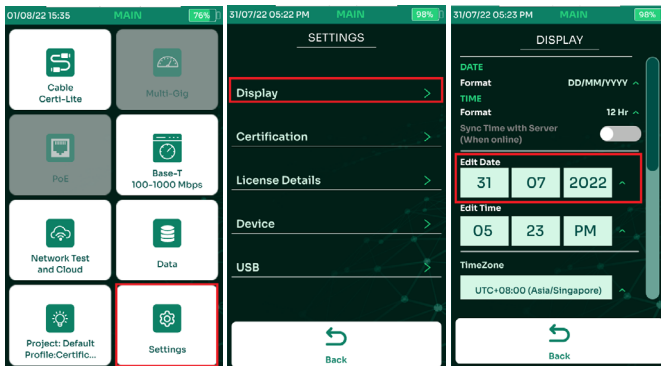 01/08/22 15:35 MAIN 76%
Cable
Certi-Lite
Multi-Gig
PoE
Base-T
100-1000 Mbps
Network Test
and Cloud
Data
Project: Default
Profile:Certific...
Settings
31/07/22 05:22 PM MAIN 98%
SETTINGS
Display >
Certification >
License Details >
Device >
USB >
Back
31/07/22 05:23 PM MAIN 98%
DISPLAY
DATE
Format DD/MM/YYYY
TIME
Format 12 Hr
Sync Time with Server
(When online)
Edit Date
31 07 2022
Edit Time
05 23 PM
TimeZone
UTC+08:00 (Asia/Singapore)
Back